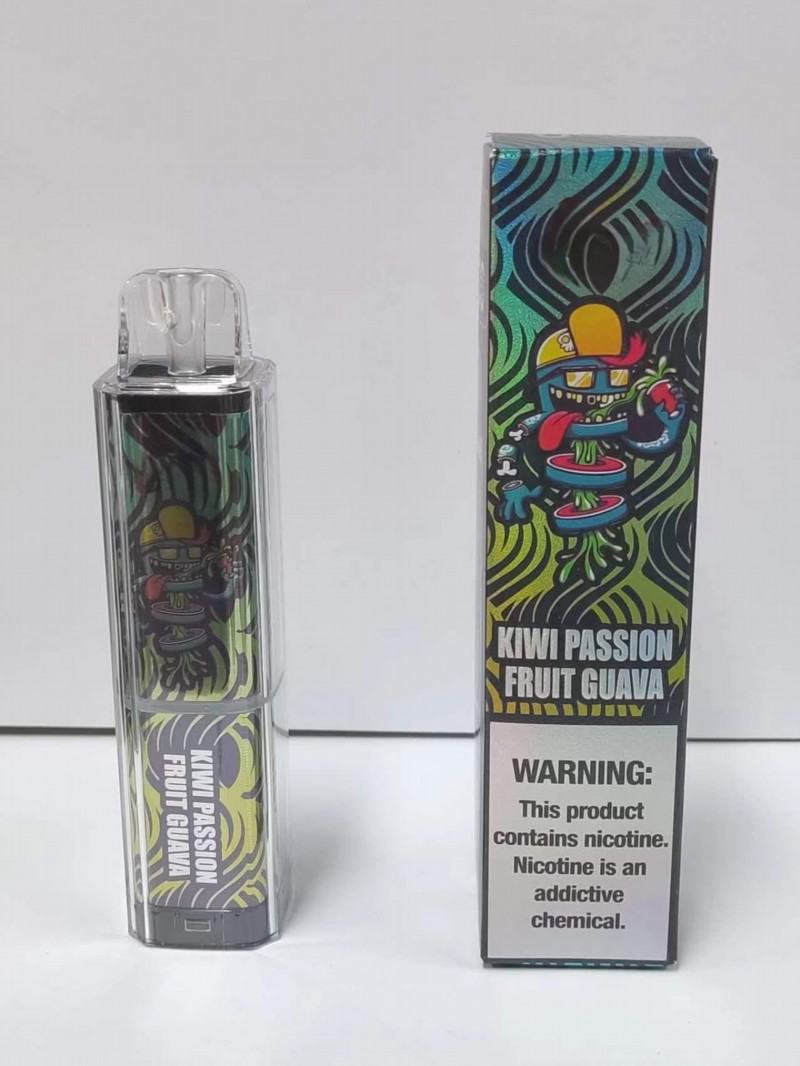 KIWI PASSION
FRUIT GUAVA
KIWI PASSION
FRUIT GUAVA
WARNING:
This product
contains nicotine.
Nicotine is an
addictive
chemical.